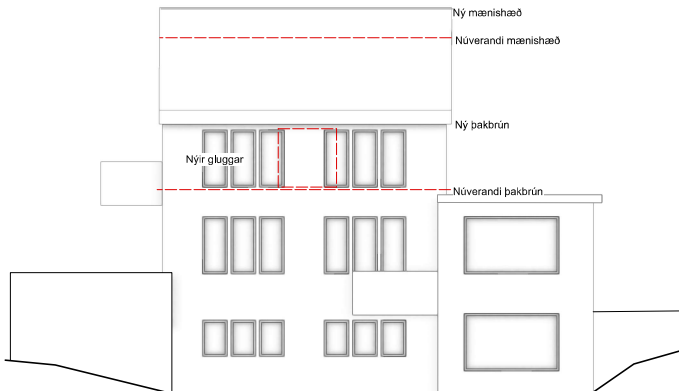 Ný mænishæð
Núverandi mænishæð
Ný þakbrún
Nýir gluggar
Núverandi þakbrún